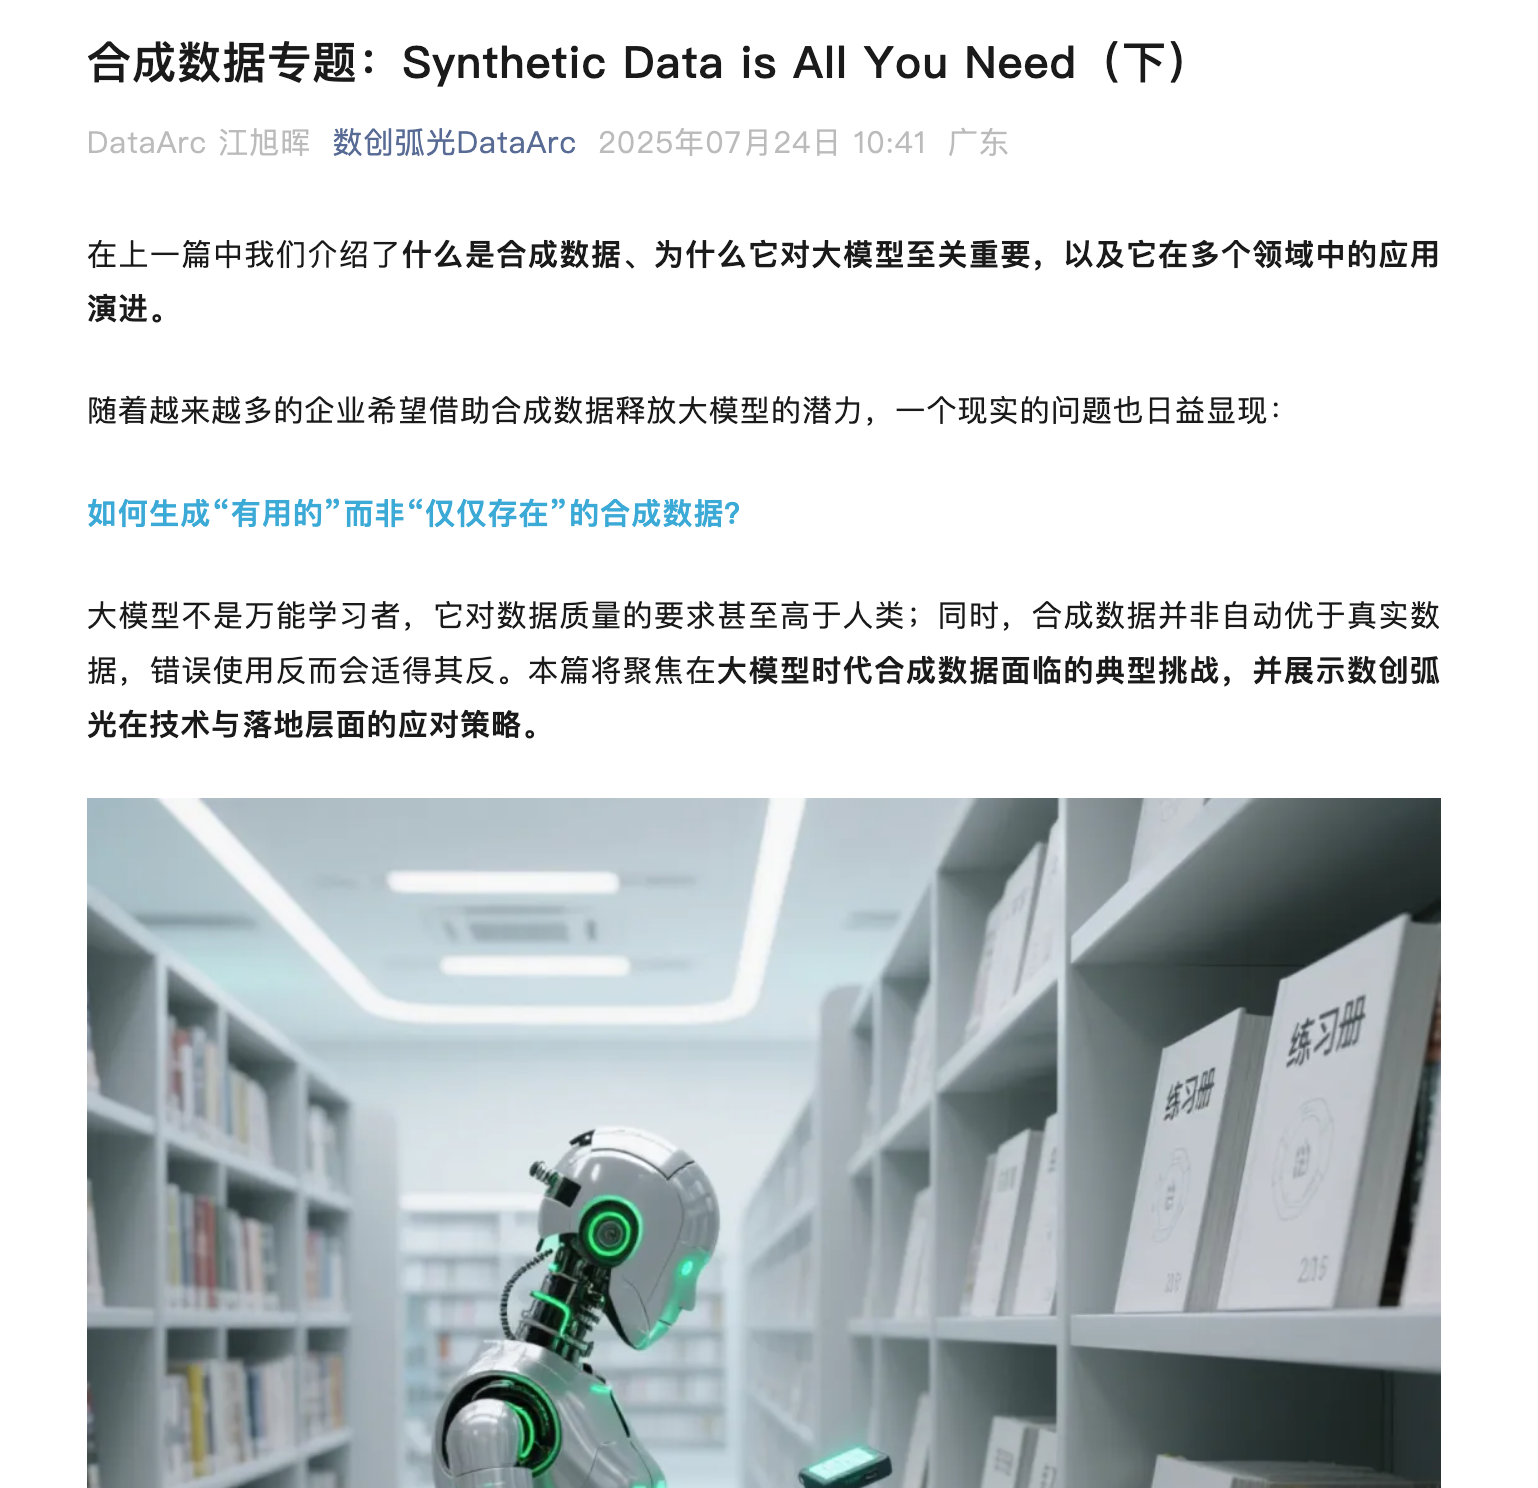 合成数据专题：Synthetic Data is All You Need（下）
DataArc 江旭晖 数创弧光DataArc 2025年07月24日 10:41 广东
在上一篇中我们介绍了什么是合成数据、为什么它对大模型至关重要，以及它在多个领域中的应用
演进。
随着越来越多的企业希望借助合成数据释放大模型的潜力，一个现实的问题也日益显现：
如何生成“有用的”而非“仅仅存在”的合成数据？
大模型不是万能学习者，它对数据质量的要求甚至高于人类；同时，合成数据并非自动优于真实数
据，错误使用反而会适得其反。本篇将聚焦在大模型时代合成数据面临的典型挑战，并展示数创弧
光在技术与落地层面的应对策略。
练习册
练习册